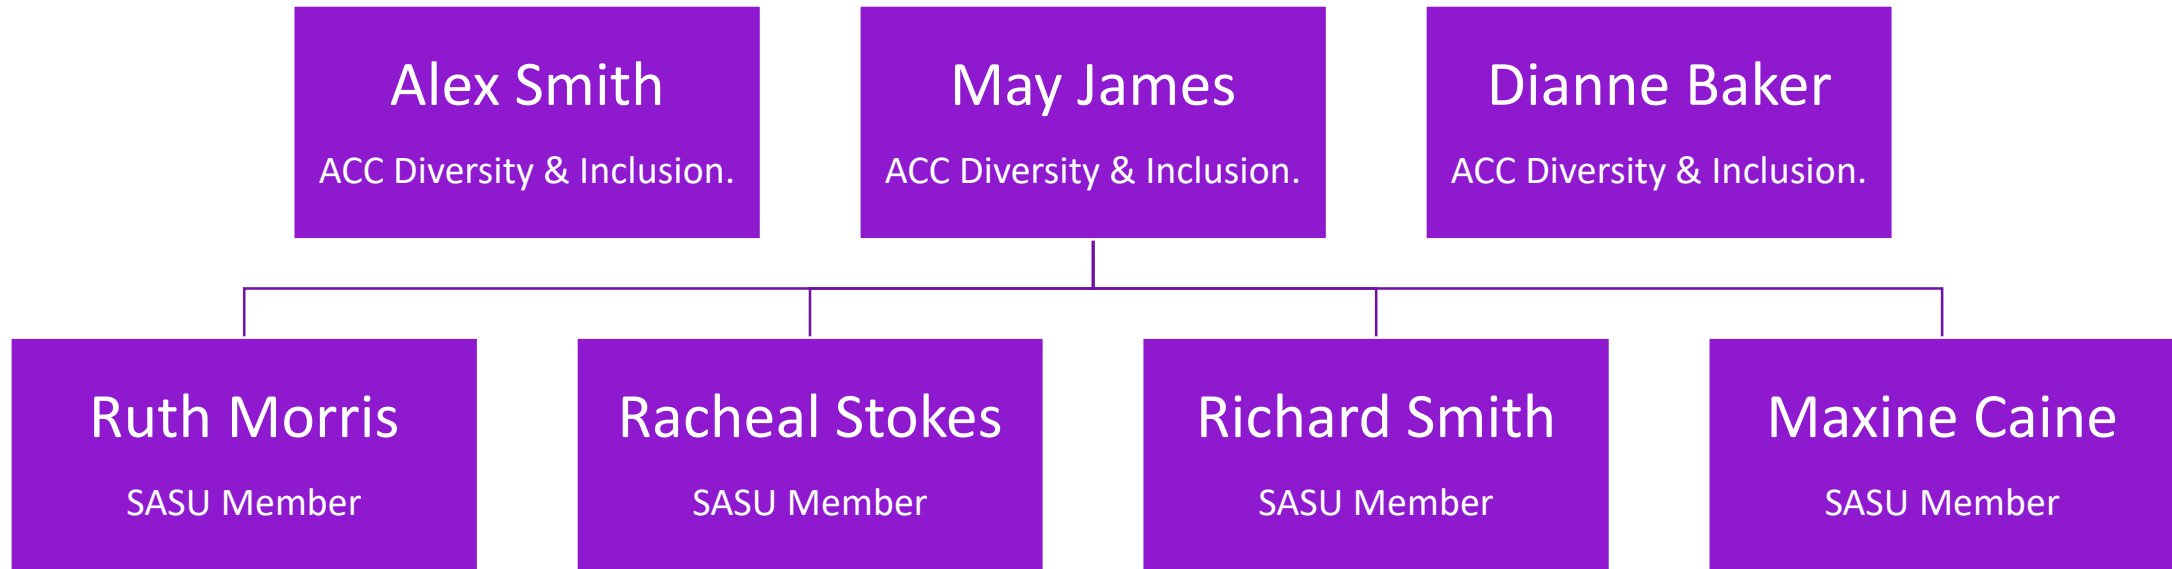 Alex Smith
ACC Diversity & Inclusion.
May James
ACC Diversity & Inclusion.
Dianne Baker
ACC Diversity & Inclusion.
Ruth Morris
SASU Member
Racheal Stokes
SASU Member
Richard Smith
SASU Member
Maxine Caine
SASU Member